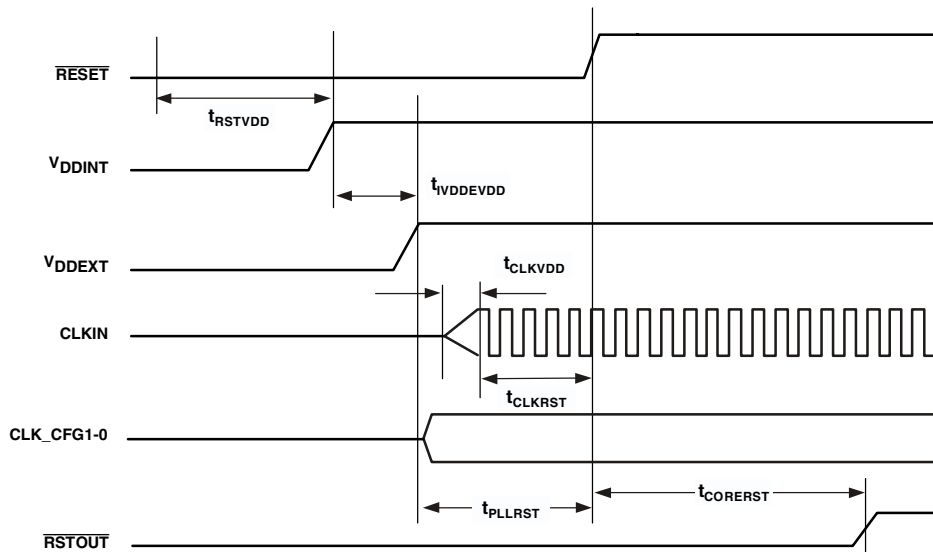 RESET
tRSTVDD
VDDINT
tIVDDEVDD
VDDEXT
tCLKVDD
CLKIN
tCLKRST
CLK_CFG1-0
tPLLRST
tCORERST
RSTOUT